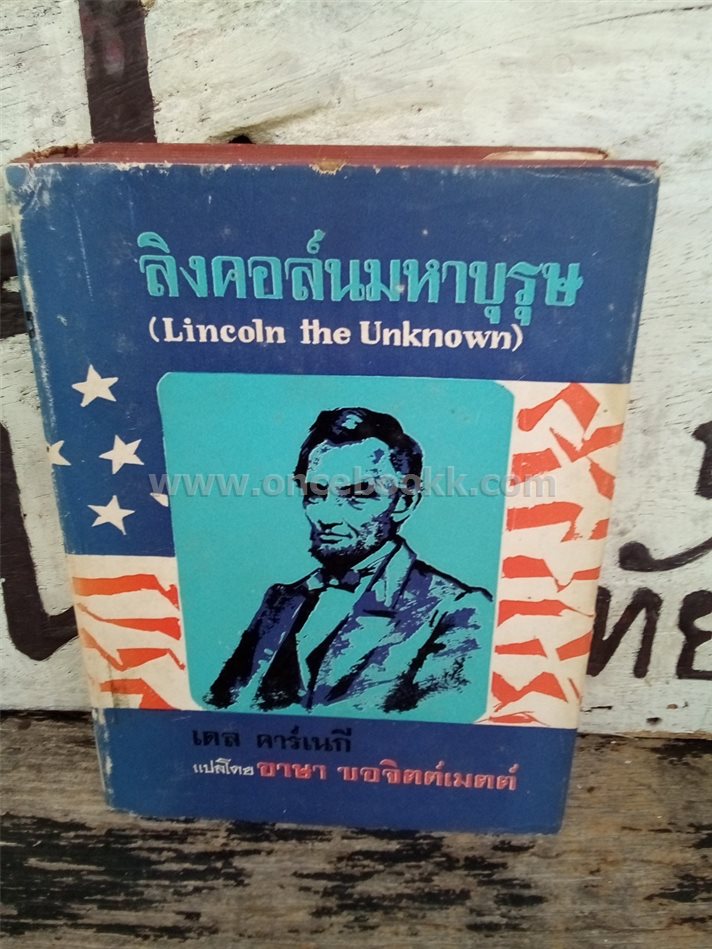 ลิงคอล์นมหาบุรุษ
(Lincoln the Unknown)
www.oncebookk.com
เดล คาร์เนกี
แปลโดย อาษา ขอจิตต์เมตต์